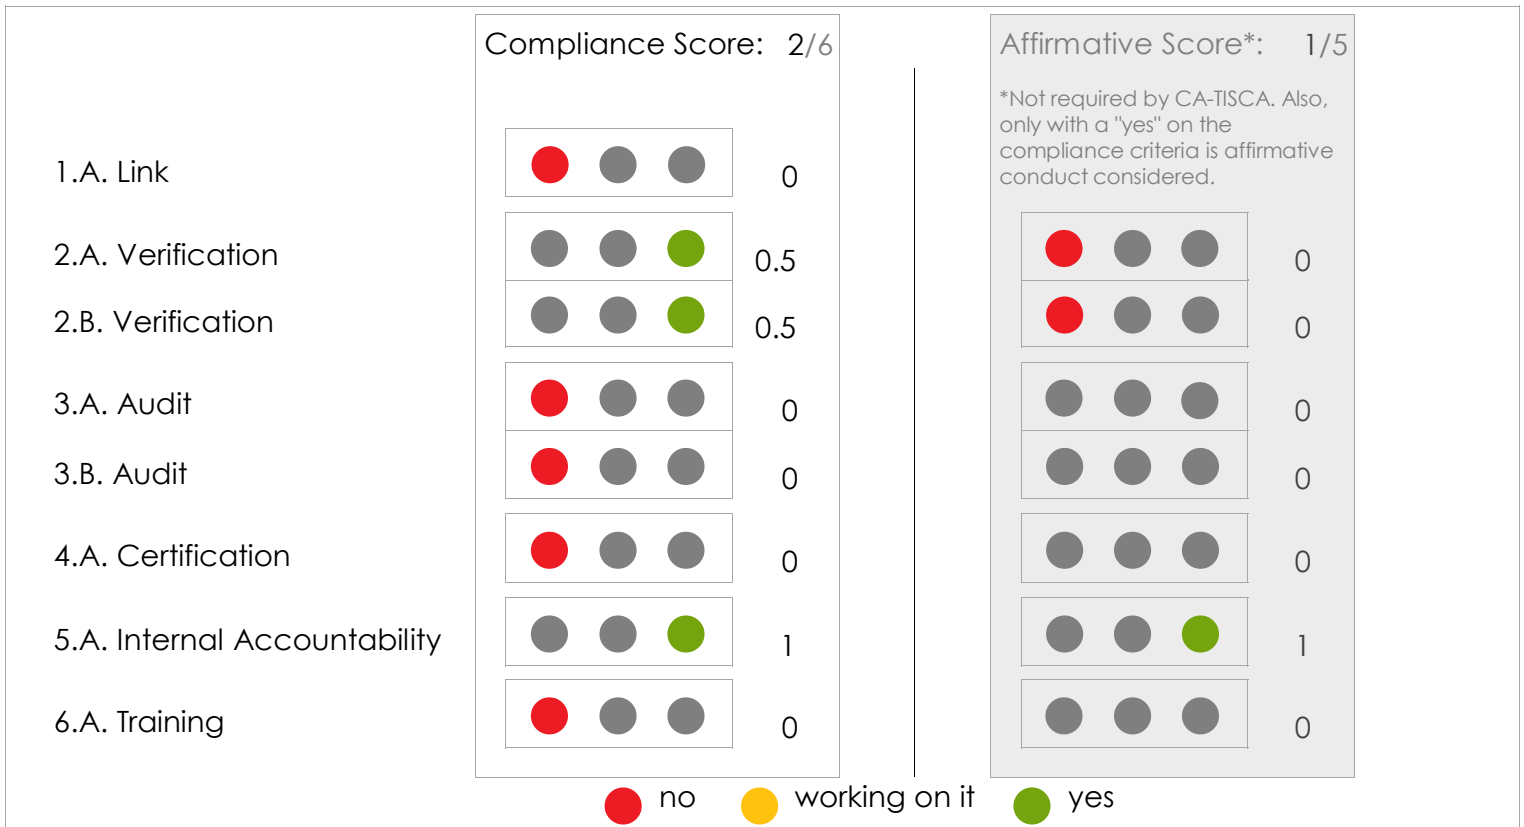 Compliance Score: 2/6
Affirmative Score*: 1/5
*Not required by CA-TISCA. Also,
only with a "yes" on the
compliance criteria is affirmative
conduct considered.
1.A. Link 0
2.A. Verification 0.5 0
2.B. Verification 0.5 0
3.A. Audit 0 0
3.B. Audit 0 0
4.A. Certification 0 0
5.A. Internal Accountability 1 1
6.A. Training 0 0
no working on it yes